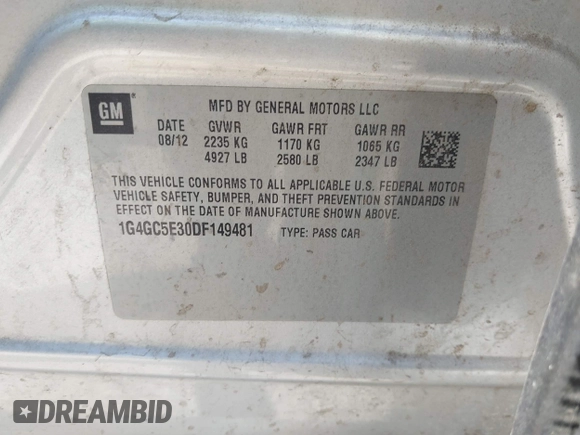 GM
MFD BY GENERAL MOTORS LLC
DATE GVWR GAWR FRT GAWR RR
08/12 2235 KG 1170 KG 1065 KG
4927 LB 2580 LB 2347 LB
THIS VEHICLE CONFORMS TO ALL APPLICABLE U.S. FEDERAL MOTOR
VEHICLE SAFETY, BUMPER, AND THEFT PREVENTION STANDARDS IN
EFFECT ON THE DATE OF MANUFACTURE SHOWN ABOVE.
1G4GC5E30DF149481 TYPE: PASS CAR
DREAMBID